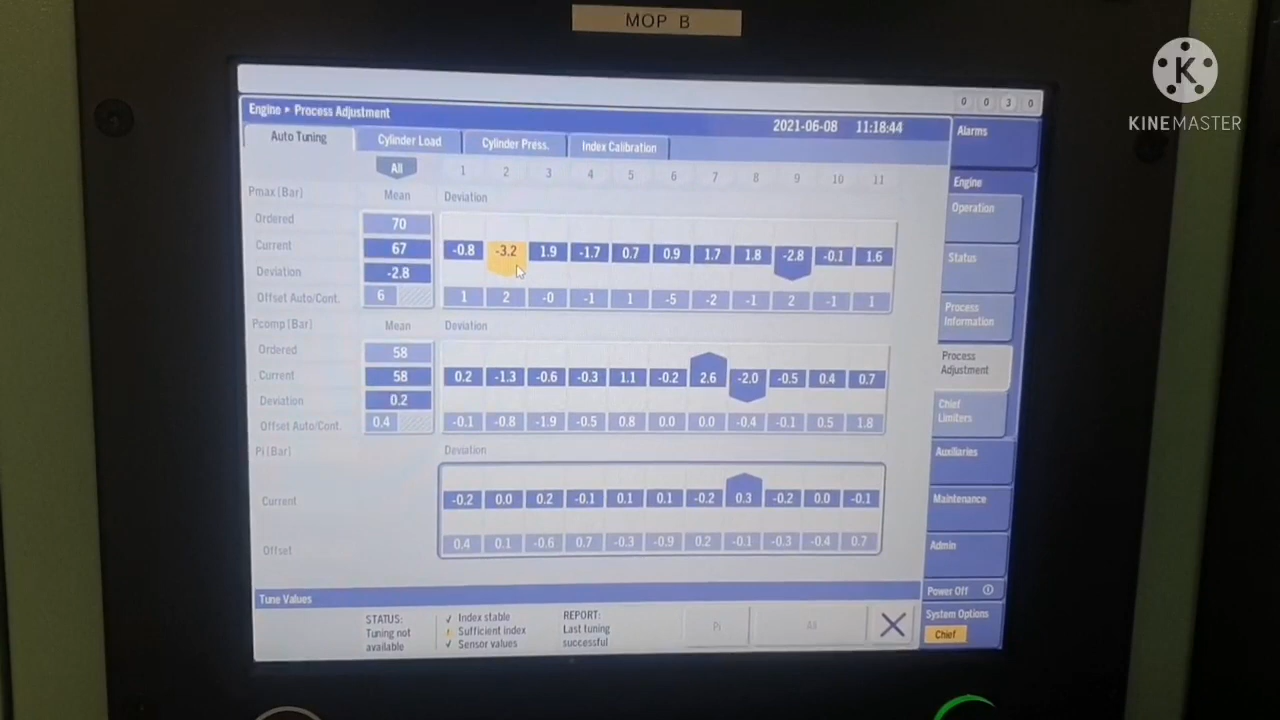 MOP B
K
KINEMASTER
0 0 3 0
Engine ▸ Process Adjustment
2021-06-08 11:18:44
Alarms
Auto Tuning Cylinder Load Cylinder Press. Index Calibration
All 1 2 3 4 5 6 7 8 9 10 11
Pmax [Bar] Mean Deviation
Ordered 70
Current 67 -0.8 -3.2 1.9 -1.7 0.7 0.9 1.7 1.8 -2.8 -0.1 1.6
Deviation -2.8
Offset Auto/Cont. 6 1 2 -0 -1 1 -5 -2 -1 2 -1 1
Pcomp [Bar] Mean Deviation
Ordered 58
Current 58 0.2 -1.3 -0.6 -0.3 1.1 -0.2 2.6 -2.0 -0.5 0.4 0.7
Deviation 0.2
Offset Auto/Cont. 0.4 -0.1 -0.8 -1.9 -0.5 0.8 0.0 0.0 -0.4 -0.1 0.5 1.8
Pi [Bar] Deviation
Current -0.2 0.0 0.2 -0.1 0.1 0.1 -0.2 0.3 -0.2 0.0 -0.1
Offset 0.4 0.1 -0.6 0.7 -0.3 -0.9 0.2 -0.1 -0.3 -0.4 0.7
Engine
Operation
Status
Process
Information
Process
Adjustment
Chief
Limiters
Auxiliaries
Maintenance
Admin
Power Off
System Options
Chief
Tune Values
STATUS:
Tuning not
available
✓ Index stable
Sufficient index
✓ Sensor values
REPORT:
Last tuning
successful
Pi
All